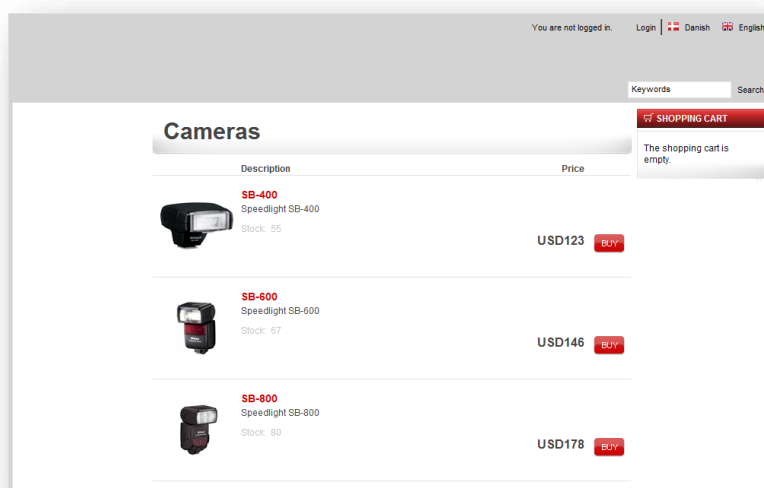 You are not logged in. Login Danish English
Keywords Search
SHOPPING CART
The shopping cart is
empty.
Cameras
Description Price
SB-400
Speedlight SB-400
Stock: 55
USD123 BUY
SB-600
Speedlight SB-600
Stock: 67
USD146 BUY
SB-800
Speedlight SB-800
Stock: 80
USD178 BUY